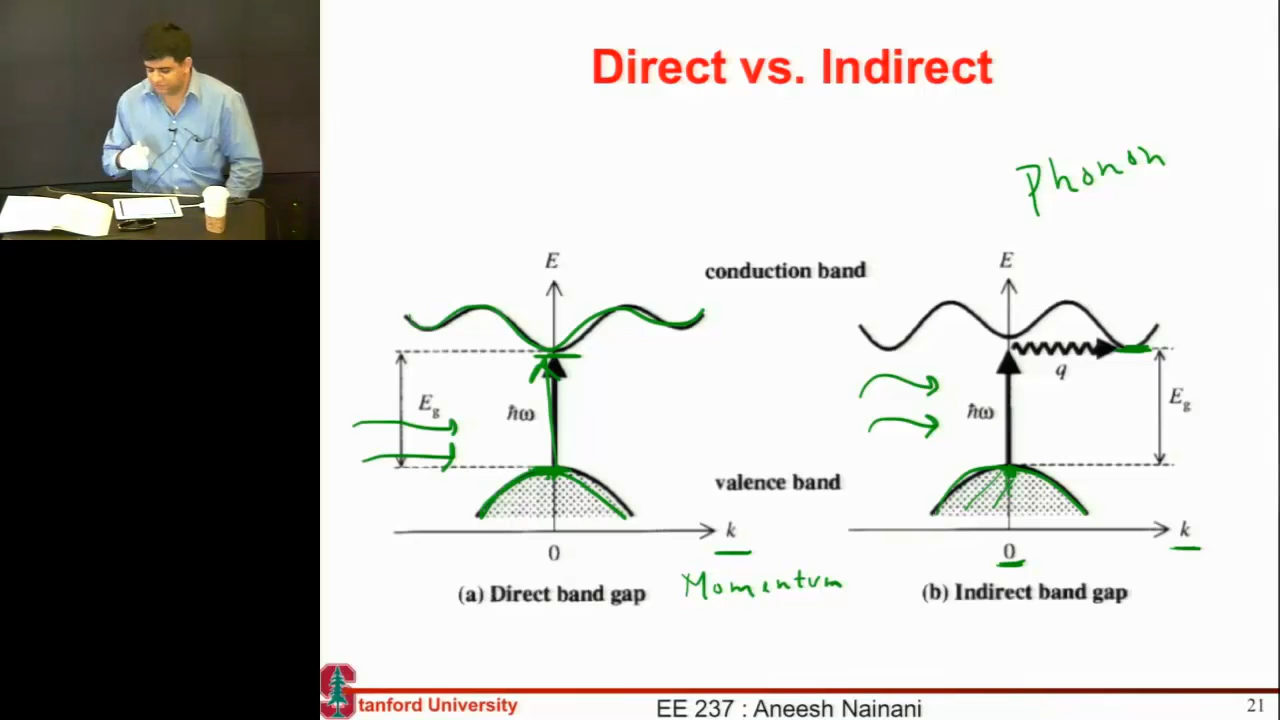 Direct vs. Indirect
Phonon
E
conduction band
E
Eg
ħω
q
ħω
Eg
valence band
k
k
0
0
(a) Direct band gap
Momentum
(b) Indirect band gap
Stanford University
EE 237 : Aneesh Nainani
21